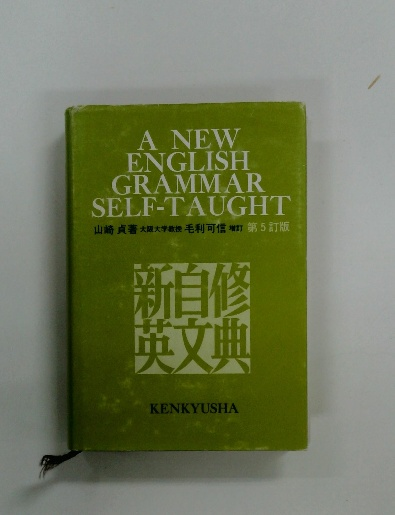 A NEW
ENGLISH
GRAMMAR
SELF-TAUGHT
山崎 貞著 大阪大学教授 毛利可信 増訂 第5訂版
新自修
英文典
KENKYUSHA